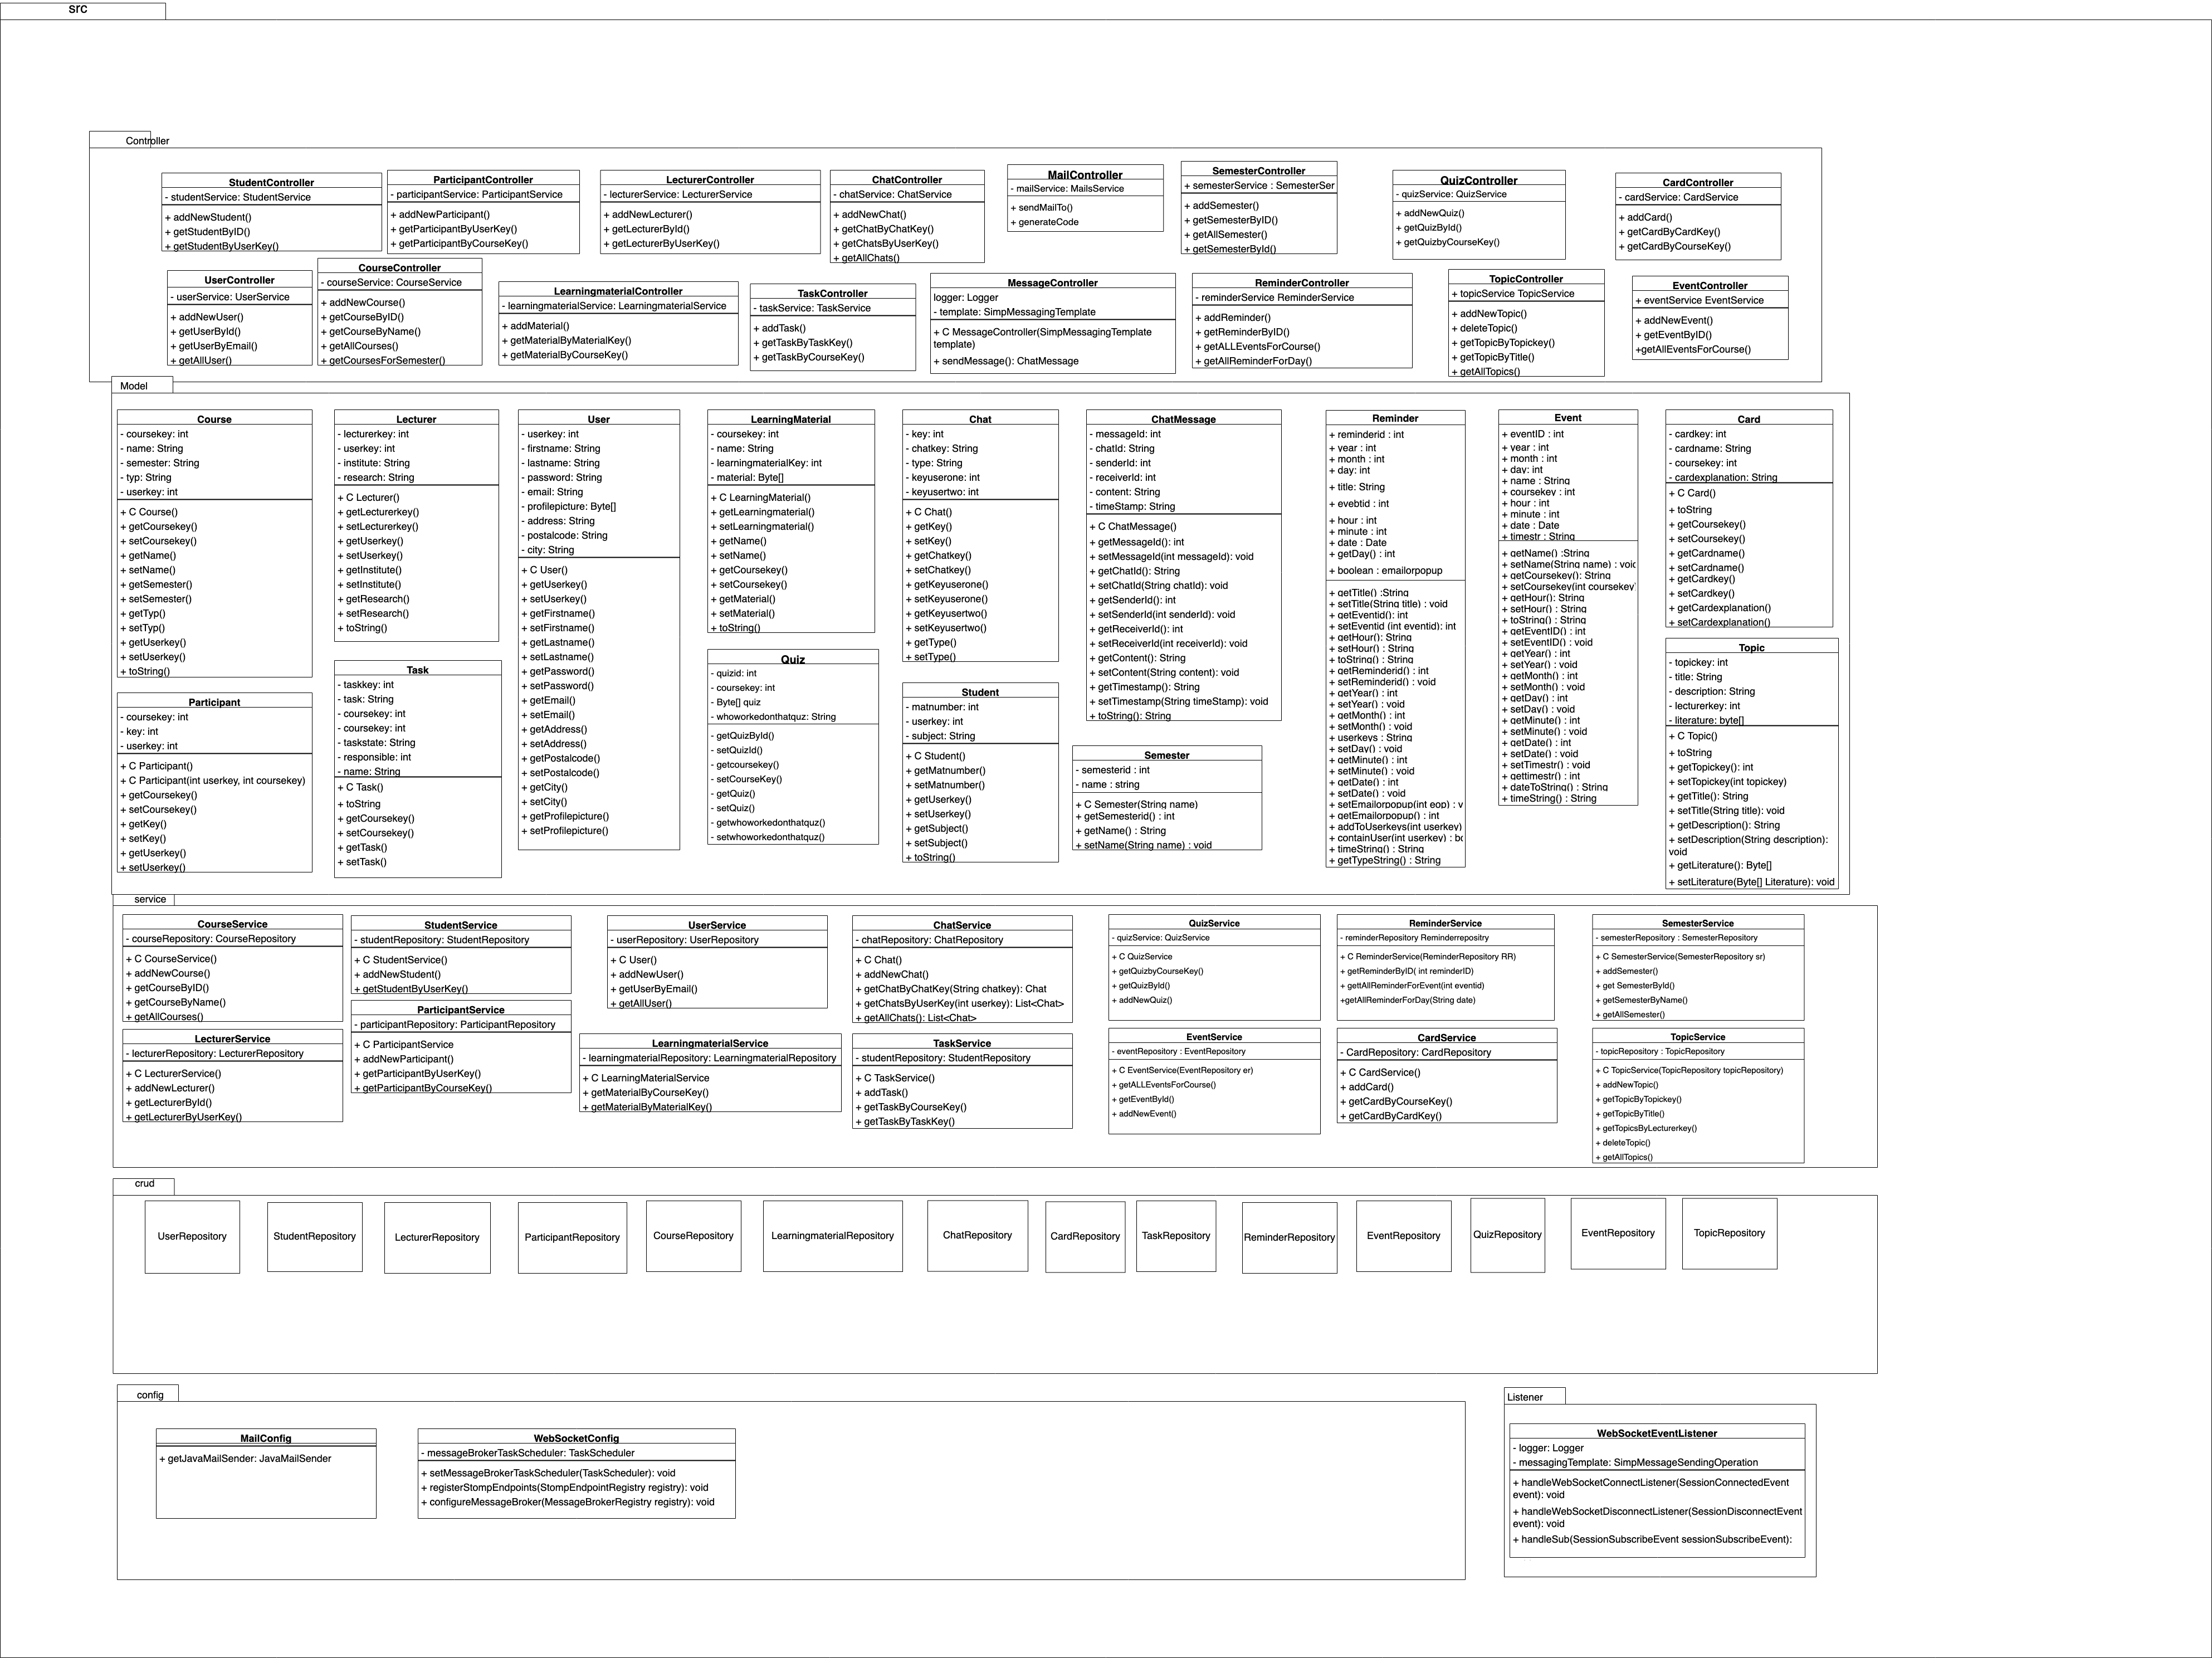 src
Controller
StudentController
- studentService: StudentService
+ addNewStudent()
+ getStudentByID()
+ getStudentByUserKey()
ParticipantController
- participantService: ParticipantService
+ addNewParticipant()
+ getParticipantByUserKey()
+ getParticipantByCourseKey()
LecturerController
- lecturerService: LecturerService
+ addNewLecturer()
+ getLecturerById()
+ getLecturerByUserKey()
ChatController
- chatService: ChatService
+ addNewChat()
+ getChatByChatKey()
+ getChatsByUserKey()
+ getAllChats()
MailController
- mailService: MailsService
+ sendMailTo()
+ generateCode
SemesterController
+ semesterService : SemesterSer
+ addSemester()
+ getSemesterByID()
+ getAllSemester()
+ getSemesterById()
QuizController
- quizService: QuizService
+ addNewQuiz()
+ getQuizById()
+ getQuizbyCourseKey()
CardController
- cardService: CardService
+ addCard()
+ getCardByCardKey()
+ getCardByCourseKey()
UserController
- userService: UserService
+ addNewUser()
+ getUserById()
+ getUserByEmail()
+ getAllUser()
CourseController
- courseService: CourseService
+ addNewCourse()
+ getCourseByID()
+ getCourseByName()
+ getAllCourses()
+ getCoursesForSemester()
LearningmaterialController
- learningmaterialService: LearningmaterialService
+ addMaterial()
+ getMaterialByMaterialKey()
+ getMaterialByCourseKey()
TaskController
- taskService: TaskService
+ addTask()
+ getTaskByTaskKey()
+ getTaskByCourseKey()
MessageController
logger: Logger
- template: SimpMessagingTemplate
+ C MessageController(SimpMessagingTemplate
template)
+ sendMessage(): ChatMessage
ReminderController
- reminderService ReminderService
+ addReminder()
+ getReminderByID()
+ getALLEventsForCourse()
+ getAllReminderForDay()
TopicController
+ topicService TopicService
+ addNewTopic()
+ deleteTopic()
+ getTopicByTopickey()
+ getTopicByTitle()
+ getAllTopics()
EventController
+ eventService EventService
+ addNewEvent()
+ getEventByID()
+getAllEventsForCourse()
Model
Course
- coursekey: int
- name: String
- semester: String
- typ: String
- userkey: int
+ C Course()
+ getCoursekey()
+ setCoursekey()
+ getName()
+ setName()
+ getSemester()
+ setSemester()
+ getTyp()
+ setTyp()
+ getUserkey()
+ setUserkey()
+ toString()
Participant
- coursekey: int
- key: int
- userkey: int
+ C Participant()
+ C Participant(int userkey, int coursekey)
+ getCoursekey()
+ setCoursekey()
+ getKey()
+ setKey()
+ getUserkey()
+ setUserkey()
Lecturer
- lecturerkey: int
- userkey: int
- institute: String
- research: String
+ C Lecturer()
+ getLecturerkey()
+ setLecturerkey()
+ getUserkey()
+ setUserkey()
+ getInstitute()
+ setInstitute()
+ getResearch()
+ setResearch()
+ toString()
Task
- taskkey: int
- task: String
- coursekey: int
- coursekey: int
- taskstate: String
- responsible: int
- name: String
+ C Task()
+ toString
+ getCoursekey()
+ setCoursekey()
+ getTask()
+ setTask()
User
- userkey: int
- firstname: String
- lastname: String
- password: String
- email: String
- profilepicture: Byte[]
- address: String
- postalcode: String
- city: String
+ C User()
+ getUserkey()
+ setUserkey()
+ getFirstname()
+ setFirstname()
+ getLastname()
+ setLastname()
+ getPassword()
+ setPassword()
+ getEmail()
+ setEmail()
+ getAddress()
+ setAddress()
+ getPostalcode()
+ setPostalcode()
+ getCity()
+ setCity()
+ getProfilepicture()
+ setProfilepicture()
LearningMaterial
- coursekey: int
- name: String
- learningmaterialKey: int
- material: Byte[]
+ C LearningMaterial()
+ getLearningmaterial()
+ setLearningmaterial()
+ getName()
+ setName()
+ getCoursekey()
+ setCoursekey()
+ getMaterial()
+ setMaterial()
+ toString()
Quiz
- quizid: int
- coursekey: int
- Byte[] quiz
- whoworkedonthatquz: String
- getQuizById()
- setQuizId()
- getcoursekey()
- setCourseKey()
- getQuiz()
- setQuiz()
- getwhoworkedonthatquz()
- setwhoworkedonthatquz()
Chat
- key: int
- chatkey: String
- type: String
- keyuserone: int
- keyusertwo: int
+ C Chat()
+ getKey()
+ setKey()
+ getChatkey()
+ setChatkey()
+ getKeyuserone()
+ setKeyuserone()
+ getKeyusertwo()
+ setKeyusertwo()
+ getType()
+ setType()
Student
- matnumber: int
- userkey: int
- subject: String
+ C Student()
+ getMatnumber()
+ setMatnumber()
+ getUserkey()
+ setUserkey()
+ getSubject()
+ setSubject()
+ toString()
ChatMessage
- messageId: int
- chatId: String
- senderId: int
- receiverId: int
- content: String
- timeStamp: String
+ C ChatMessage()
+ getMessageId(): int
+ setMessageId(int messageId): void
+ getChatId(): String
+ setChatId(String chatId): void
+ getSenderId(): int
+ setSenderId(int senderId): void
+ getReceiverId(): int
+ setReceiverId(int receiverId): void
+ getContent(): String
+ setContent(String content): void
+ getTimestamp(): String
+ setTimestamp(String timeStamp): void
+ toString(): String
Semester
- semesterid : int
- name : string
+ C Semester(String name)
+ getSemesterid() : int
+ getName() : String
+ setName(String name) : void
Reminder
+ reminderid : int
+ year : int
+ month : int
+ day: int
+ title: String
+ evebtid : int
+ hour : int
+ minute : int
+ date : Date
+ getDay() : int
+ boolean : emailorpopup
+ getTitle() :String
+ setTitle(String title) : void
+ getEventid(): int
+ setEventid (int eventid): int
+ getHour(): String
+ setHour() : String
+ toString() : String
+ getReminderid() : int
+ setReminderid() : void
+ getYear() : int
+ setYear() : void
+ getMonth() : int
+ setMonth() : void
+ userkeys : String
+ setDay() : void
+ getMinute() : int
+ setMinute() : void
+ getDate() : int
+ setDate() : void
+ setEmailorpopup(int eop) : v
+ getEmailorpopup() : int
+ addToUserkeys(int userkey)
+ containUser(int userkey) : bo
+ timeString() : String
+ getTypeString() : String
Event
+ eventID : int
+ year : int
+ month : int
+ day: int
+ name : String
+ coursekey : int
+ hour : int
+ minute : int
+ date : Date
+ timestr : String
+ getName() :String
+ setName(String name) : voic
+ getCoursekey(): String
+ setCoursekey(int coursekey)
+ getHour() : String
+ setHour() : String
+ toString() : String
+ getEventID() : int
+ setEventID() : void
+ getYear() : int
+ setYear() : void
+ getMonth() : int
+ setMonth() : void
+ getDay() : int
+ setDay() : void
+ getMinute() : int
+ setMinute() : void
+ getDate() : int
+ setDate() : void
+ setTimestr() : void
+ gettimestr() : int
+ dateToString() : String
+ timeString() : String
Card
- cardkey: int
- cardname: String
- coursekey: int
- cardexplanation: String
+ C Card()
+ toString
+ getCoursekey()
+ setCoursekey()
+ getCardname()
+ setCardname()
+ getCardkey()
+ setCardkey()
+ getCardexplanation()
+ setCardexplanation()
Topic
- topickey: int
- title: String
- description: String
- lecturerkey: int
- literature: byte[]
+ C Topic()
+ toString
+ getTopickey(): int
+ setTopickey(int topickey)
+ getTitle(): String
+ setTitle(String title): void
+ getDescription(): String
+ setDescription(String description):
void
+ getLiterature(): Byte[]
+ setLiterature(Byte[] Literature): void
service
CourseService
- courseRepository: CourseRepository
+ C CourseService()
+ addNewCourse()
+ getCourseByID()
+ getCourseByName()
+ getAllCourses()
LecturerService
- lecturerRepository: LecturerRepository
+ C LecturerService()
+ addNewLecturer()
+ getLecturerById()
+ getLecturerByUserKey()
StudentService
- studentRepository: StudentRepository
+ C StudentService()
+ addNewStudent()
+ getStudentByUserKey()
ParticipantService
- participantRepository: ParticipantRepository
+ C ParticipantService
+ addNewParticipant()
+ getParticipantByUserKey()
+ getParticipantByCourseKey()
UserService
- userRepository: UserRepository
+ C User()
+ addNewUser()
+ getUserByEmail()
+ getAllUser()
LearningmaterialService
- learningmaterialRepository: LearningmaterialRepository
+ C LearningMaterialService
+ getMaterialByCourseKey()
+ getMaterialByMaterialKey()
ChatService
- chatRepository: ChatRepository
+ C Chat()
+ addNewChat()
+ getChatByChatKey(String chatkey): Chat
+ getChatsByUserKey(int userkey): List<Chat>
+ getAllChats(): List<Chat>
TaskService
- studentRepository: StudentRepository
+ C TaskService()
+ addTask()
+ getTaskByCourseKey()
+ getTaskByTaskKey()
QuizService
- quizService: QuizService
+ C QuizService
+ getQuizbyCourseKey()
+ getQuizById()
+ addNewQuiz()
EventService
- eventRepository : EventRepository
+ C EventService(EventRepository er)
+ getALLEventsForCourse()
+ getEventById()
+ addNewEvent()
ReminderService
- reminderRepository Reminderrepositry
+ C ReminderService(ReminderRepository RR)
+ getReminderByID( int reminderID)
+ gettAllReminderForEvent(int eventid)
+getAllReminderForDay(String date)
CardService
- CardRepository: CardRepository
+ C CardService()
+ addCard()
+ getCardByCourseKey()
+ getCardByCardKey()
SemesterService
- semesterRepository : SemesterRepository
+ C SemesterService(SemesterRepository sr)
+ addSemester()
+ get SemesterById()
+ getSemesterByName()
+ getAllSemester()
TopicService
- topicRepository : TopicRepository
+ C TopicService(TopicRepository topicRepository)
+ addNewTopic()
+ getTopicByTopickey()
+ getTopicByTitle()
+ getTopicsByLecturerkey()
+ deleteTopic()
+ getAllTopics()
crud
UserRepository
StudentRepository
LecturerRepository
ParticipantRepository
CourseRepository
LearningmaterialRepository
ChatRepository
CardRepository
TaskRepository
ReminderRepository
EventRepository
QuizRepository
EventRepository
TopicRepository
config
MailConfig
+ getJavaMailSender: JavaMailSender
WebSocketConfig
- messageBrokerTaskScheduler: TaskScheduler
+ setMessageBrokerTaskScheduler(TaskScheduler): void
+ registerStompEndpoints(StompEndpointRegistry registry): void
+ configureMessageBroker(MessageBrokerRegistry registry): void
Listener
WebSocketEventListener
- logger: Logger
- messagingTemplate: SimpMessageSendingOperation
+ handleWebSocketConnectListener(SessionConnectedEvent
event): void
+ handleWebSocketDisconnectListener(SessionDisconnectEvent
event): void
+ handleSub(SessionSubscribeEvent sessionSubscribeEvent):